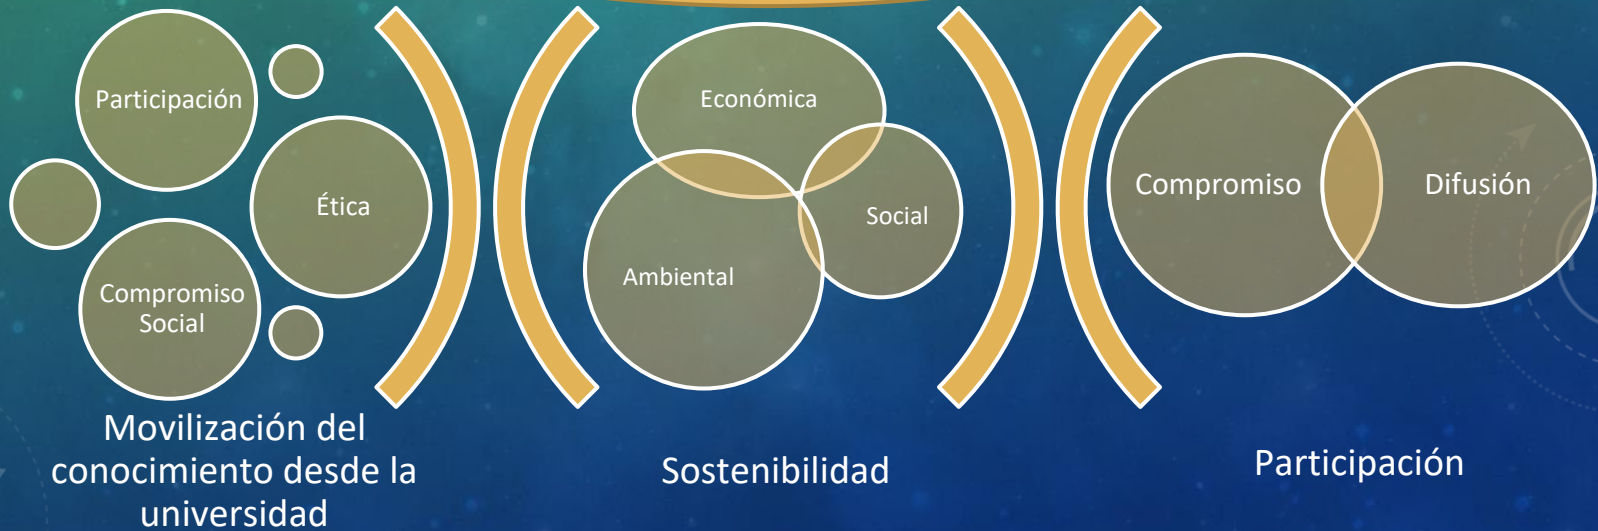 Participación
Ética
Compromiso
Social
Movilización del
conocimiento desde la
universidad
Económica
Social
Ambiental
Sostenibilidad
Compromiso
Difusión
Participación